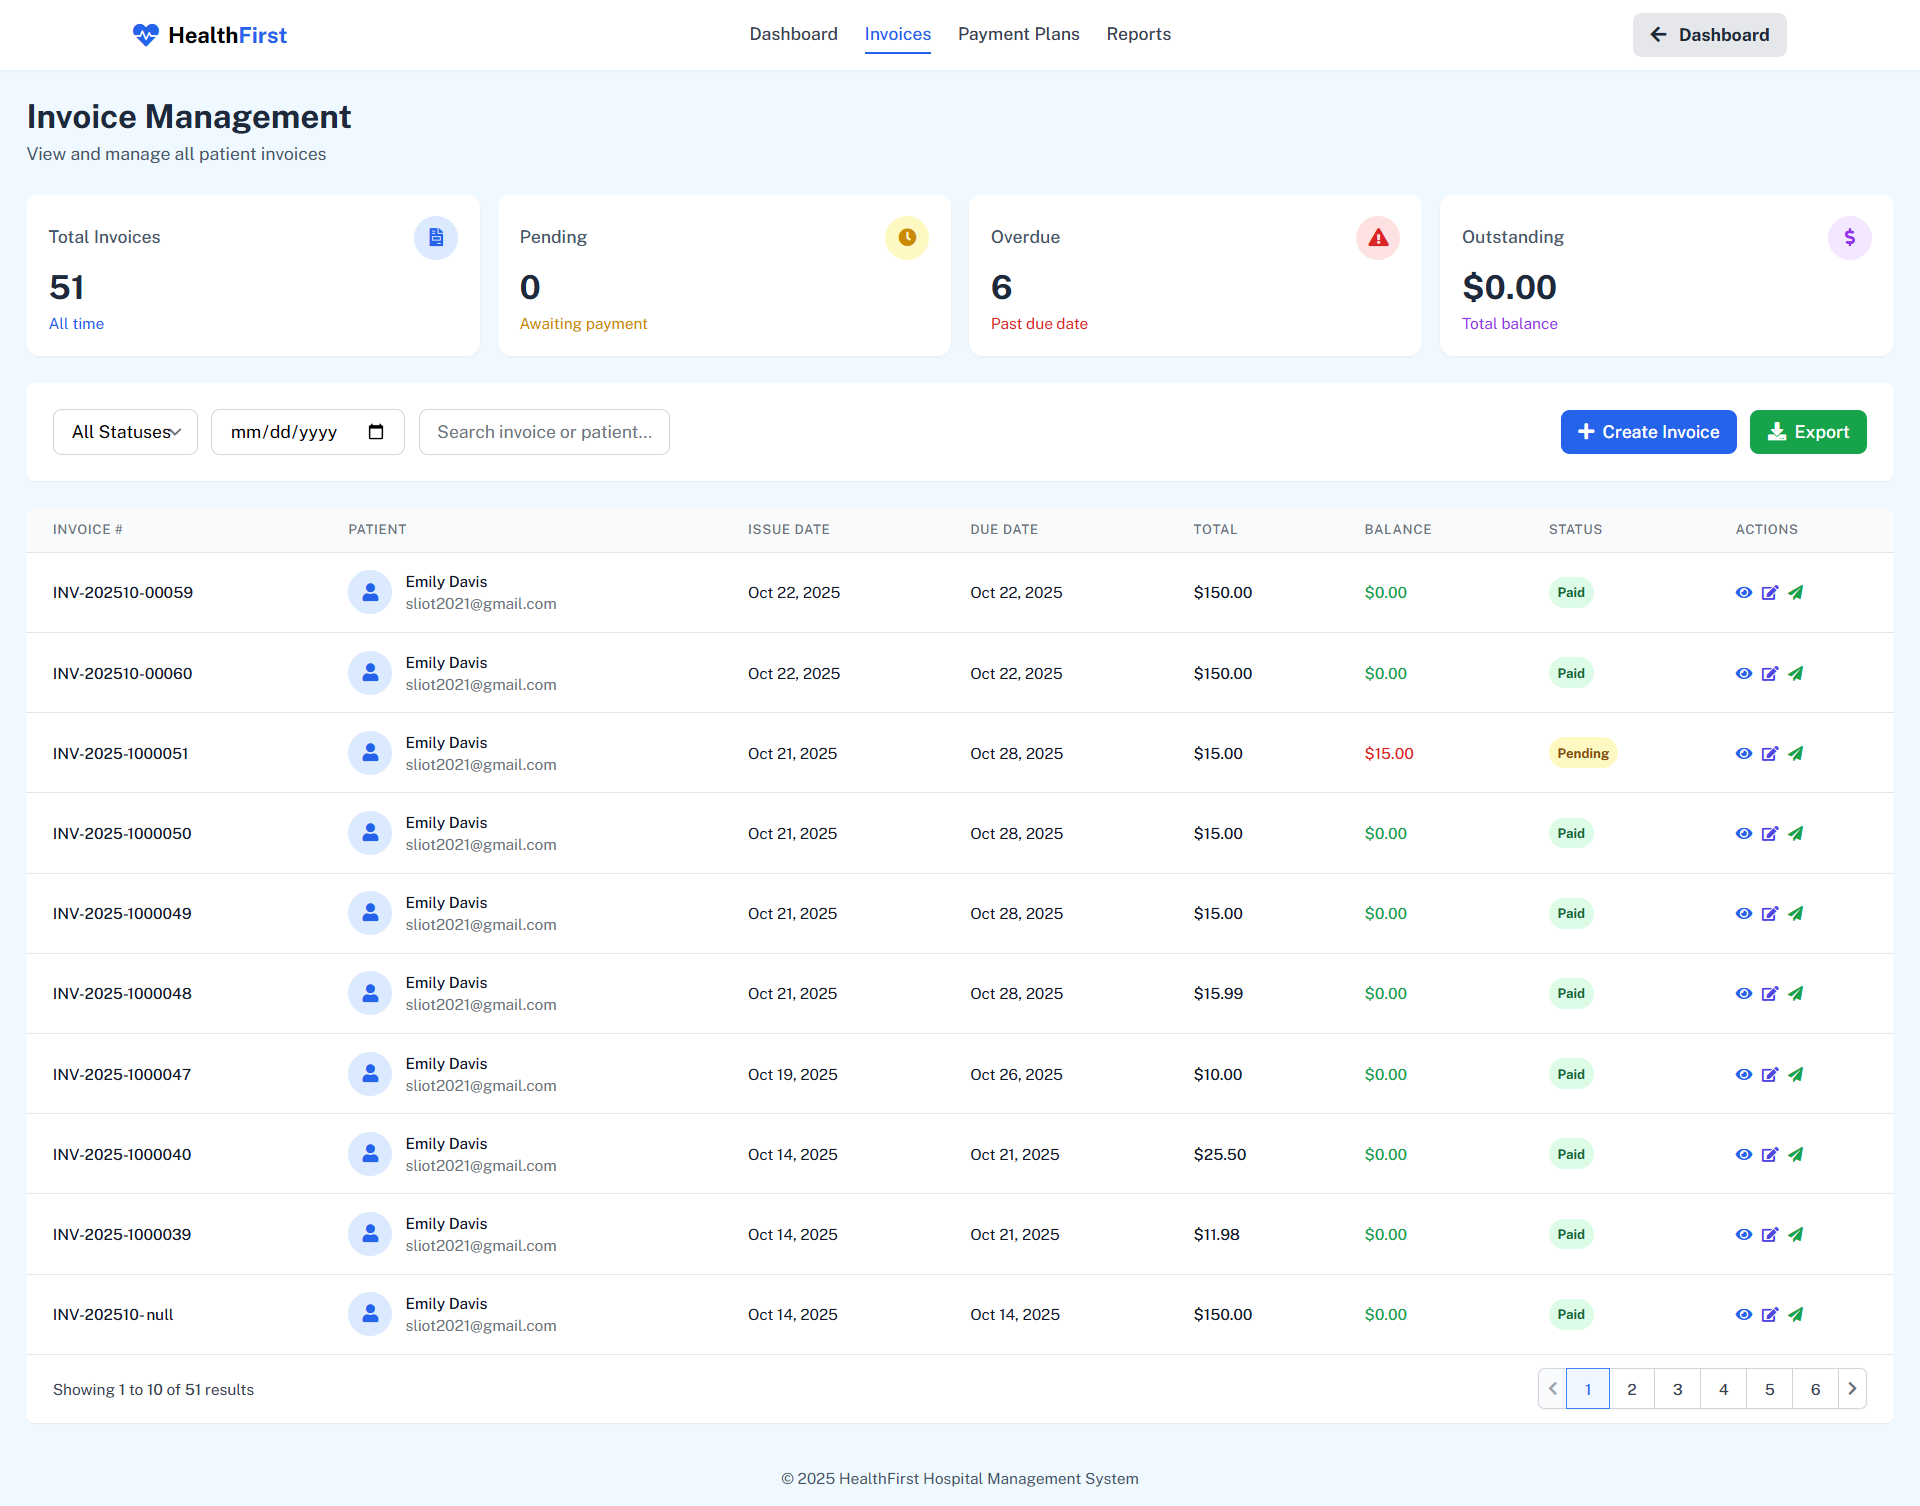 HealthFirst
Dashboard Invoices Payment Plans Reports
Dashboard
Invoice Management
View and manage all patient invoices
Total Invoices
51
All time
Pending
0
Awaiting payment
Overdue
6
Past due date
Outstanding
$
$0.00
Total balance
All Statuses
mm/dd/yyyy
Search invoice or patient...
Create Invoice
Export
INVOICE # PATIENT ISSUE DATE DUE DATE TOTAL BALANCE STATUS ACTIONS
INV-202510-00059 Emily Davis Oct 22, 2025 Oct 22, 2025 $150.00 $0.00 Paid
sliot2021@gmail.com
INV-202510-00060 Emily Davis Oct 22, 2025 Oct 22, 2025 $150.00 $0.00 Paid
sliot2021@gmail.com
INV-2025-1000051 Emily Davis Oct 21, 2025 Oct 28, 2025 $15.00 $15.00 Pending
sliot2021@gmail.com
INV-2025-1000050 Emily Davis Oct 21, 2025 Oct 28, 2025 $15.00 $0.00 Paid
sliot2021@gmail.com
INV-2025-1000049 Emily Davis Oct 21, 2025 Oct 28, 2025 $15.00 $0.00 Paid
sliot2021@gmail.com
INV-2025-1000048 Emily Davis Oct 21, 2025 Oct 28, 2025 $15.99 $0.00 Paid
sliot2021@gmail.com
INV-2025-1000047 Emily Davis Oct 19, 2025 Oct 26, 2025 $10.00 $0.00 Paid
sliot2021@gmail.com
INV-2025-1000040 Emily Davis Oct 14, 2025 Oct 21, 2025 $25.50 $0.00 Paid
sliot2021@gmail.com
INV-2025-1000039 Emily Davis Oct 14, 2025 Oct 21, 2025 $11.98 $0.00 Paid
sliot2021@gmail.com
INV-202510-null Emily Davis Oct 14, 2025 Oct 14, 2025 $150.00 $0.00 Paid
sliot2021@gmail.com
Showing 1 to 10 of 51 results
1 2 3 4 5 6
© 2025 HealthFirst Hospital Management System